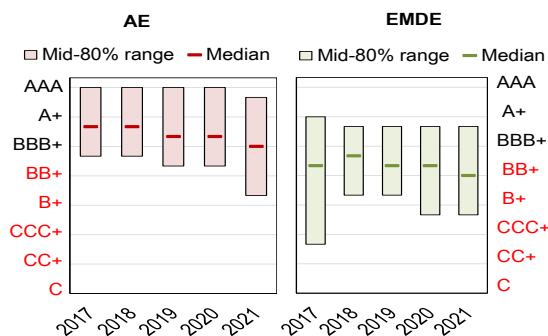 AE
Mid-80% range
Median
AAA
A+
BBB+
BB+
B+
CCC+
CC+
C
2017
2018
2019
2020
2021
EMDE
Mid-80% range
Median
AAA
A+
BBB+
BB+
B+
CCC+
CC+
C
2017
2018
2019
2020
2021